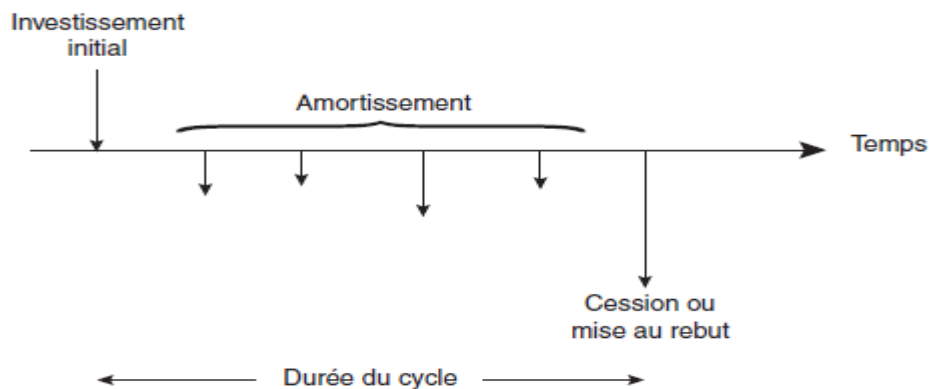 Investissement
initial
Amortissement
Temps
Cession ou
mise au rebut
Durée du cycle